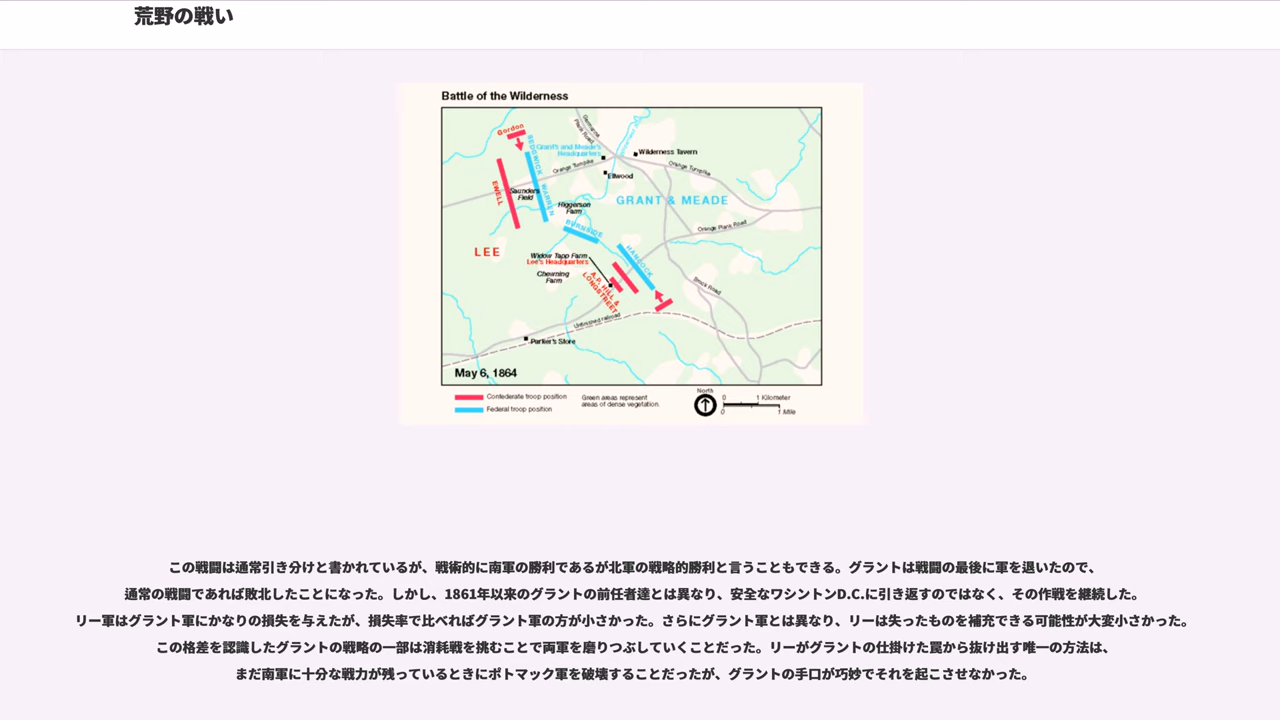 荒野の戦い
Battle of the Wilderness
Gordon
Germanna
Plank Road
SEDGWICK
WARREN
Grant's and Meade's
Headquarters
Wilderness Tavern
Orange Turnpike
Orange Turnpike
Ellwood
EWELL
Saunders
Field
Higgerson
Farm
GRANT & MEADE
BURNSIDE
Orange Plank Road
LEE
HANCOCK
Widow Tapp Farm
Lee's Headquarters
Chewning
Farm
A.P. HILL &
LONGSTREET
Brock Road
Unfinished railroad
Parker's Store
May 6, 1864
Confederate troop position
Federal troop position
Green areas represent
areas of dense vegetation.
North
0 1 Kilometer
0 1 Mile
この戦闘は通常引き分けと書かれているが、戦術的に南軍の勝利であるが北軍の戦略的勝利と言うこともできる。グラントは戦闘の最後に軍を退いたので、
通常の戦闘であれば敗北したことになった。しかし、1861年以来のグラントの前任者達とは異なり、安全なワシントンD.C.に引き返すのではなく、その作戦を継続した。
リー軍はグラント軍にかなりの損失を与えたが、損失率で比べればグラント軍の方が小さかった。さらにグラント軍とは異なり、リーは失ったものを補充できる可能性が大変小さかった。
この格差を認識したグラントの戦略の一部は消耗戦を挑むことで両軍を磨りつぶしていくことだった。リーがグラントの仕掛けた罠から抜け出す唯一の方法は、
まだ南軍に十分な戦力が残っているときにポトマック軍を破壊することだったが、グラントの手口が巧妙でそれを起こさせなかった。